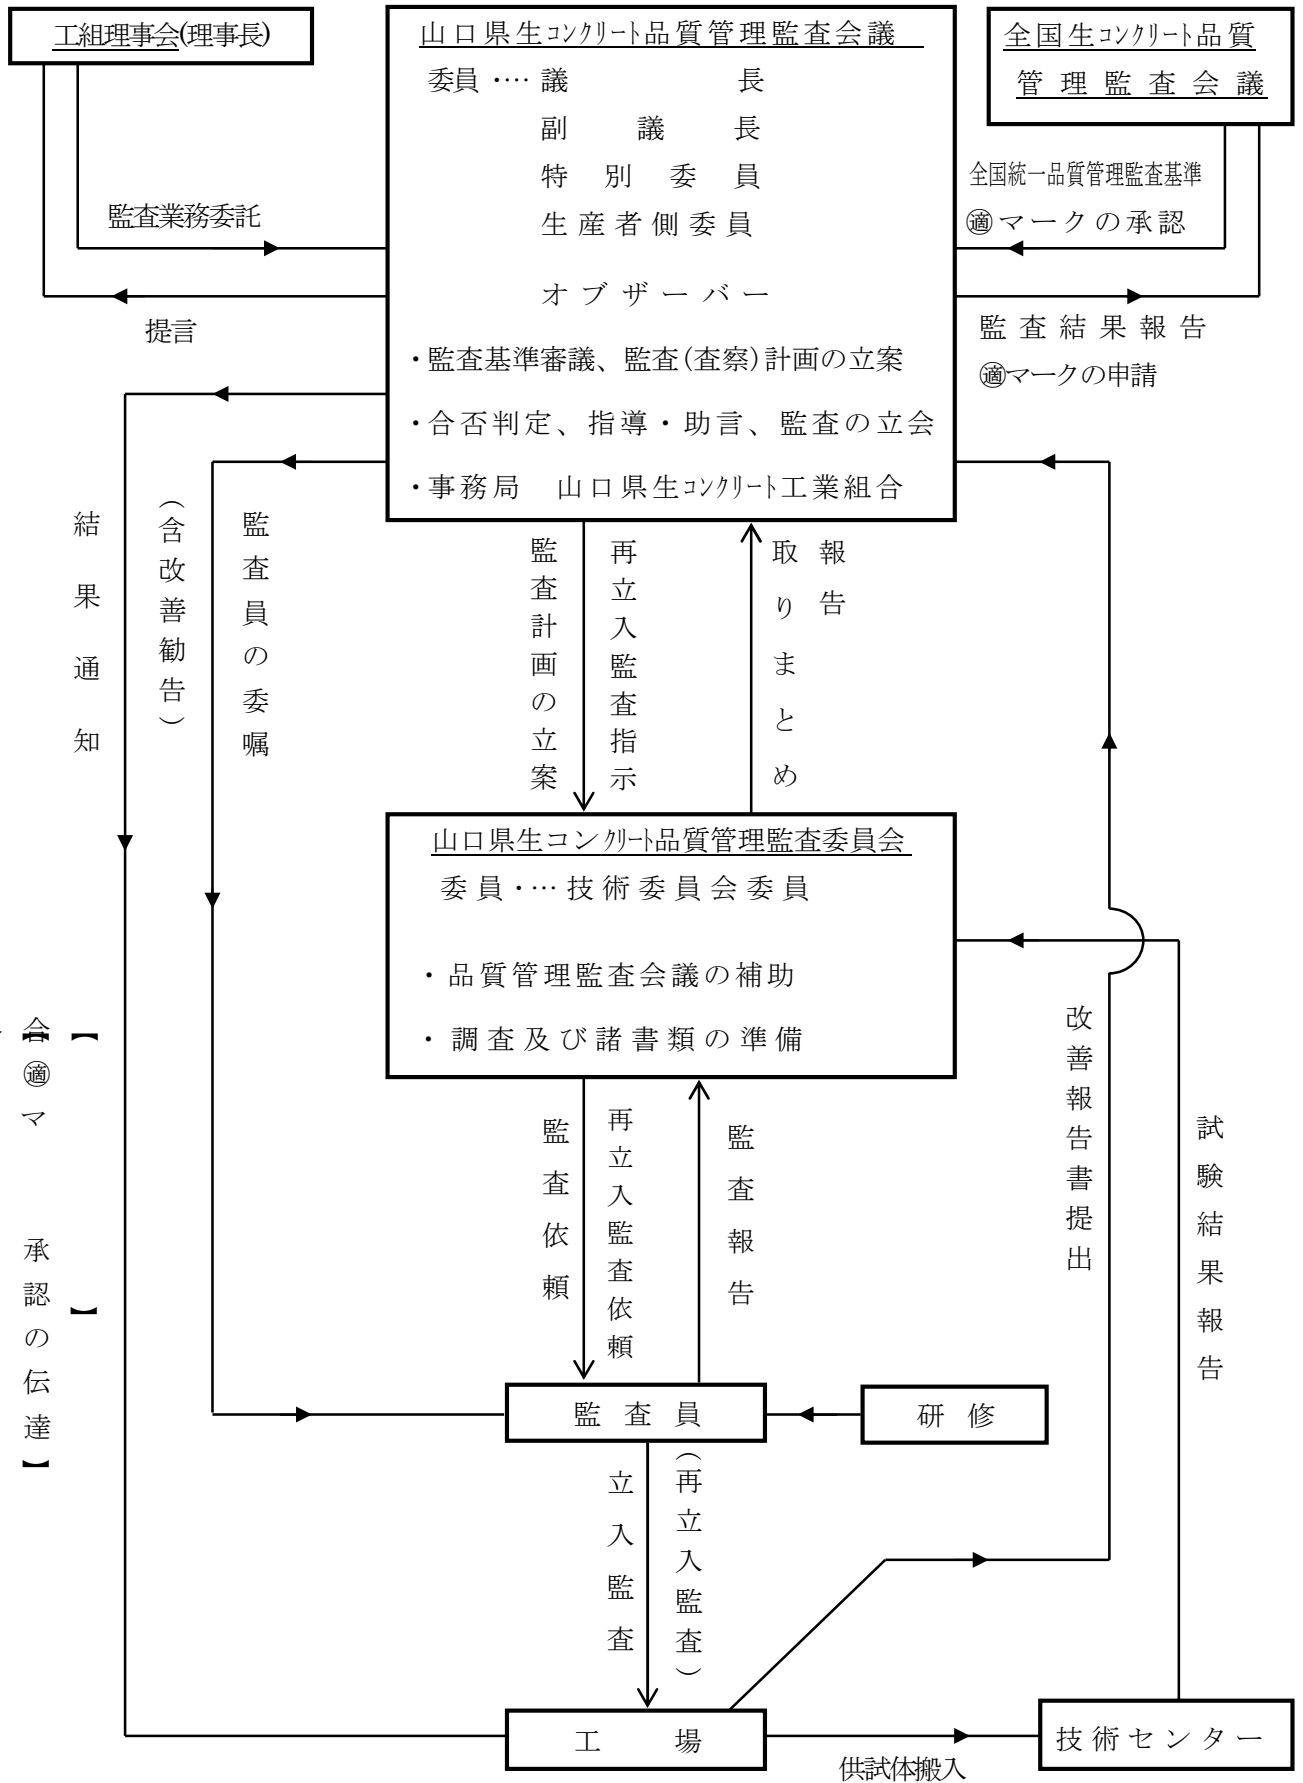 工組理事会(理事長)
山口県生コンクリート品質管理監査会議
委員・…議長
副議長
特別委員
生産者側委員
オブザーバー
・監査基準審議、監査(査察)計画の立案
・合否判定、指導・助言、監査の立会
・事務局　山口県生コンクリート工業組合
全国生コンクリート品質
管理監査会議
監査業務委託
提言
全国統一品質管理監査基準
㊜マークの承認
監査結果報告
㊜マークの申請
結果通知
(含改善勧告)
監査員の委嘱
監査計画の立案
再立入監査指示
取りまとめ
報告
山口県生コンクリート品質管理監査委員会
委員・…技術委員会委員
・品質管理監査会議の補助
・調査及び諸書類の準備
改善報告書提出
試験結果報告
監査依頼
再立入監査依頼
監査報告
【
】
㊜マ
承認の伝達】
監査員
研修
立入監査
(再立入監査)
工場
技術センター
供試体搬入